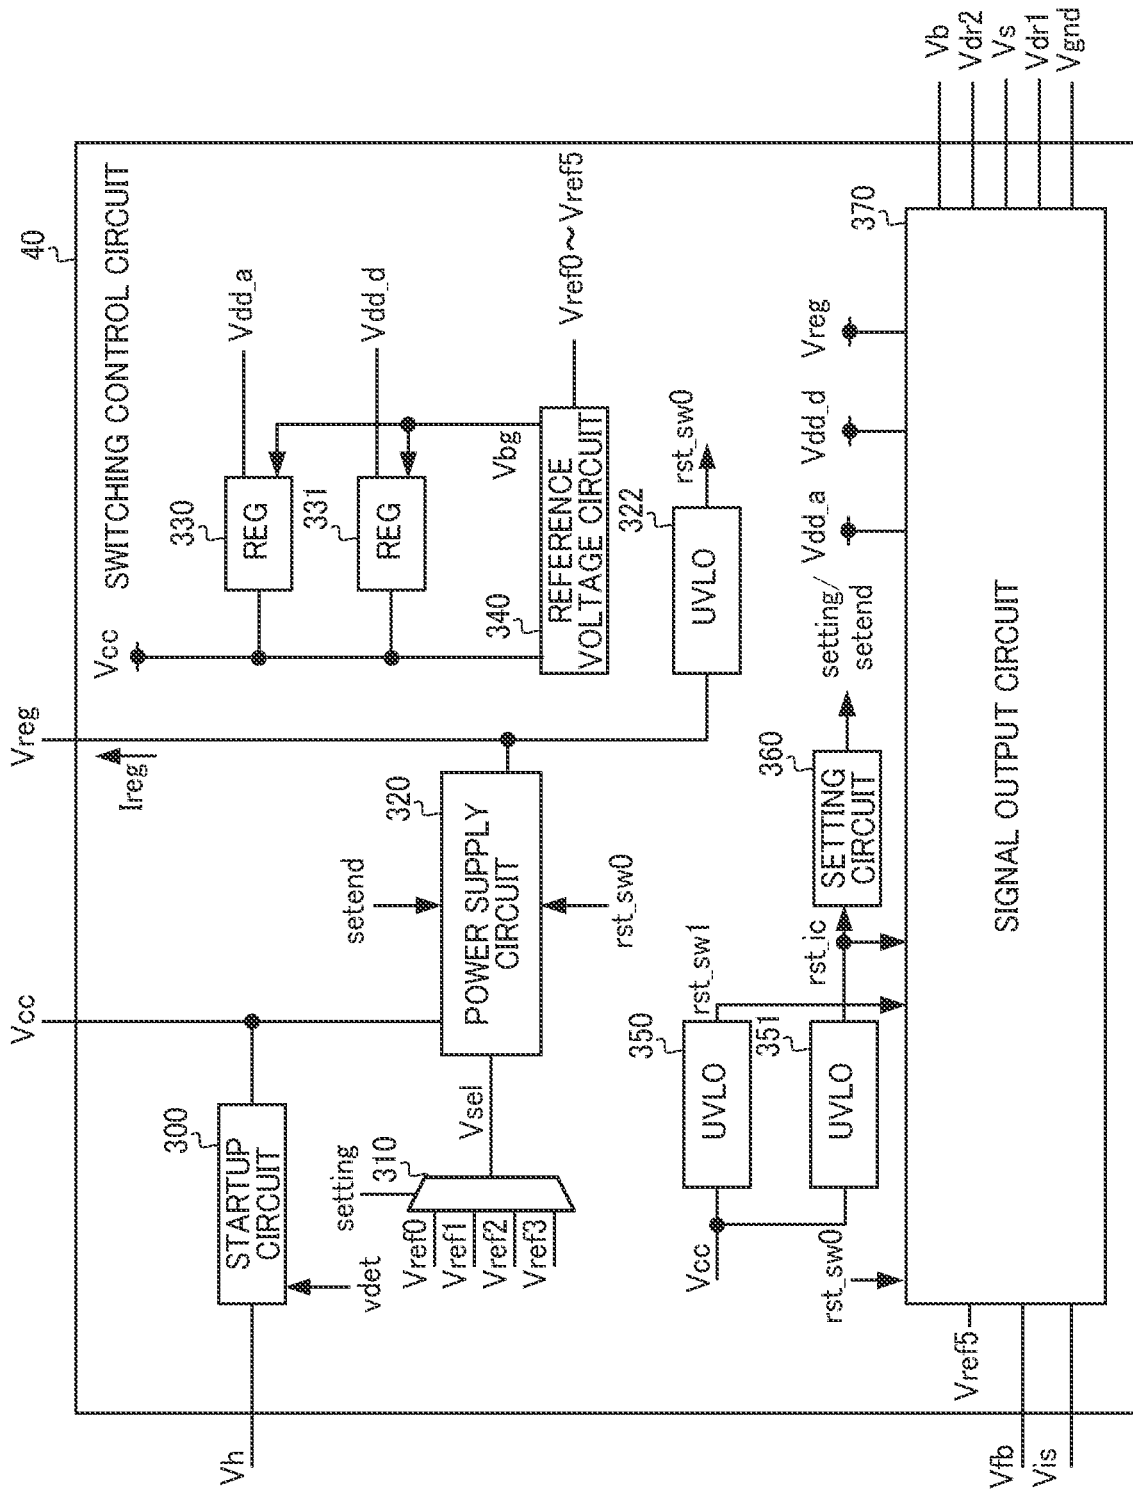 Vcc
Vreg
Ireg
40
SWITCHING CONTROL CIRCUIT
Vh
300
STARTUP
CIRCUIT
vdet
setting
310
Vref0
Vref1
Vref2
Vref3
Vsel
setend
320
POWER SUPPLY
CIRCUIT
rst_sw0
Vcc
330
REG
Vdd_a
331
REG
Vdd_d
Vbg
340
REFERENCE
VOLTAGE CIRCUIT
Vref0~Vref5
322
UVLO
rst_sw0
Vcc
350
UVLO
rst_sw1
351
UVLO
rst_ic
360
SETTING
CIRCUIT
setting/
setend
rst_sw0
Vdd_a
Vdd_d
Vreg
370
Vref5
Vfb
Vis
SIGNAL OUTPUT CIRCUIT
Vb
Vdr2
Vs
Vdr1
Vgnd